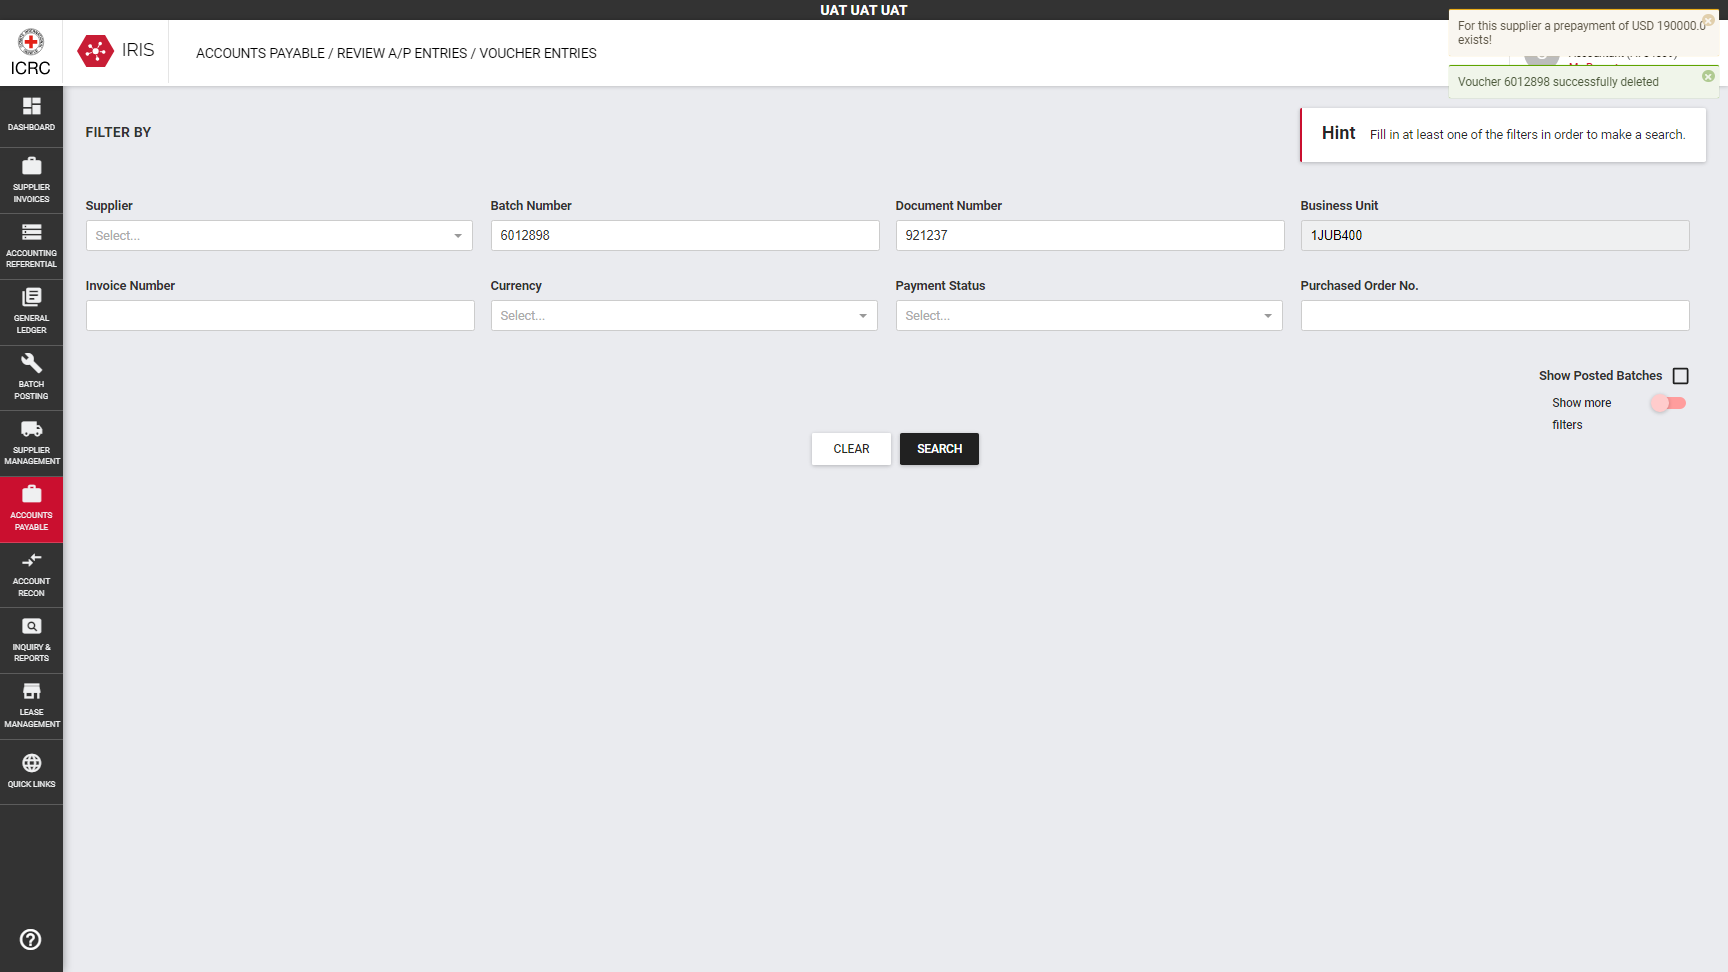 UAT UAT UAT
ICRC
IRIS
ACCOUNTS PAYABLE / REVIEW A/P ENTRIES / VOUCHER ENTRIES
For this supplier a prepayment of USD 190000.0
exists!
Voucher 6012898 successfully deleted
DASHBOARD
SUPPLIER
INVOICES
ACCOUNTING
REFERENTIAL
GENERAL
LEDGER
BATCH
POSTING
SUPPLIER
MANAGEMENT
ACCOUNTS
PAYABLE
ACCOUNT
RECON
INQUIRY &
REPORTS
LEASE
MANAGEMENT
QUICK LINKS
FILTER BY
Hint Fill in at least one of the filters in order to make a search.
Supplier Batch Number Document Number Business Unit
Select... 6012898 921237 1JUB400
Invoice Number Currency Payment Status Purchased Order No.
Select... Select...
Show Posted Batches
Show more
filters
CLEAR SEARCH